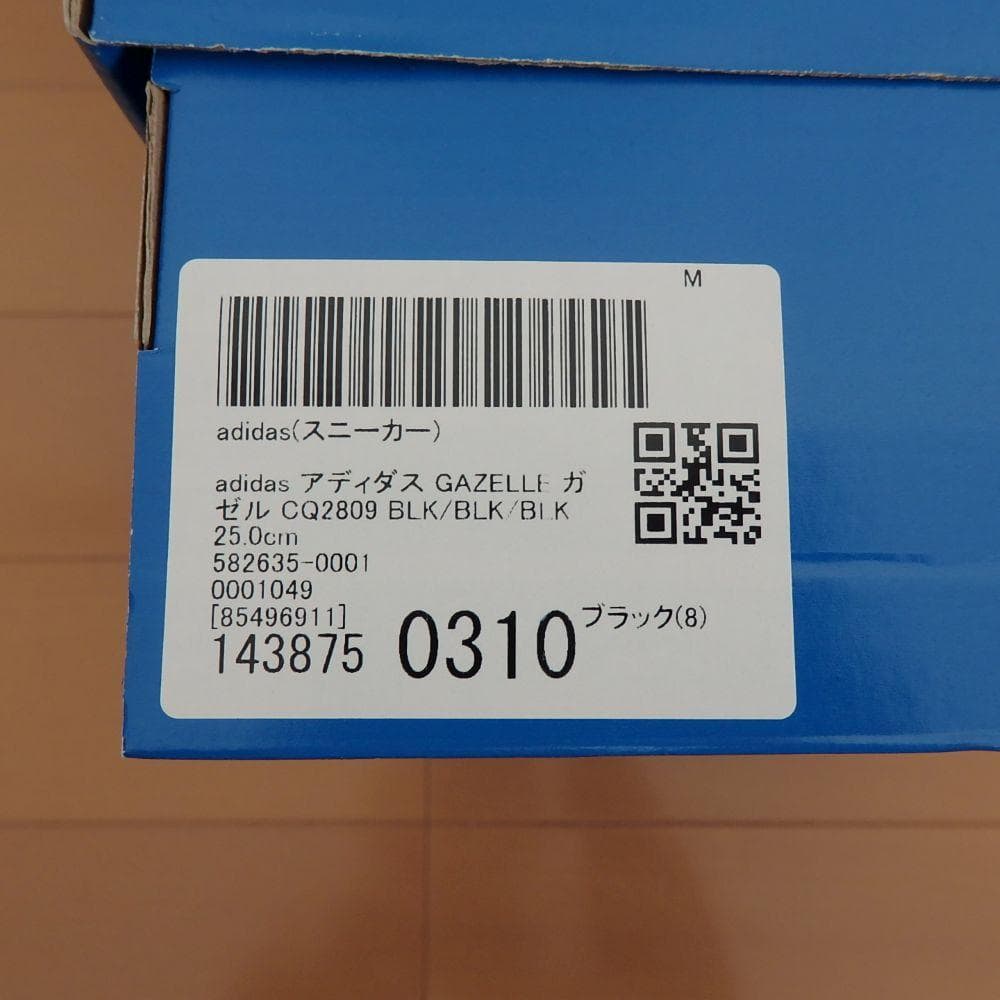 M
adidas(スニーカー)
adidas アディダス GAZELLE ガ
ゼル CQ2809 BLK/BLK/BLK
25.0cm
582635-0001
0001049
[85496911]
143875 0310 ブラック(8)